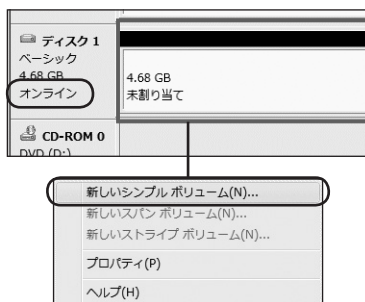 ディスク 1
ベーシック
4.68 GB
オンライン
4.68 GB
未割り当て
CD-ROM 0
DVD (D:)
新しいシンプル ボリューム(N)...
新しいスパン ボリューム(N)...
新しいストライプ ボリューム(N)...
プロパティ(P)
ヘルプ(H)